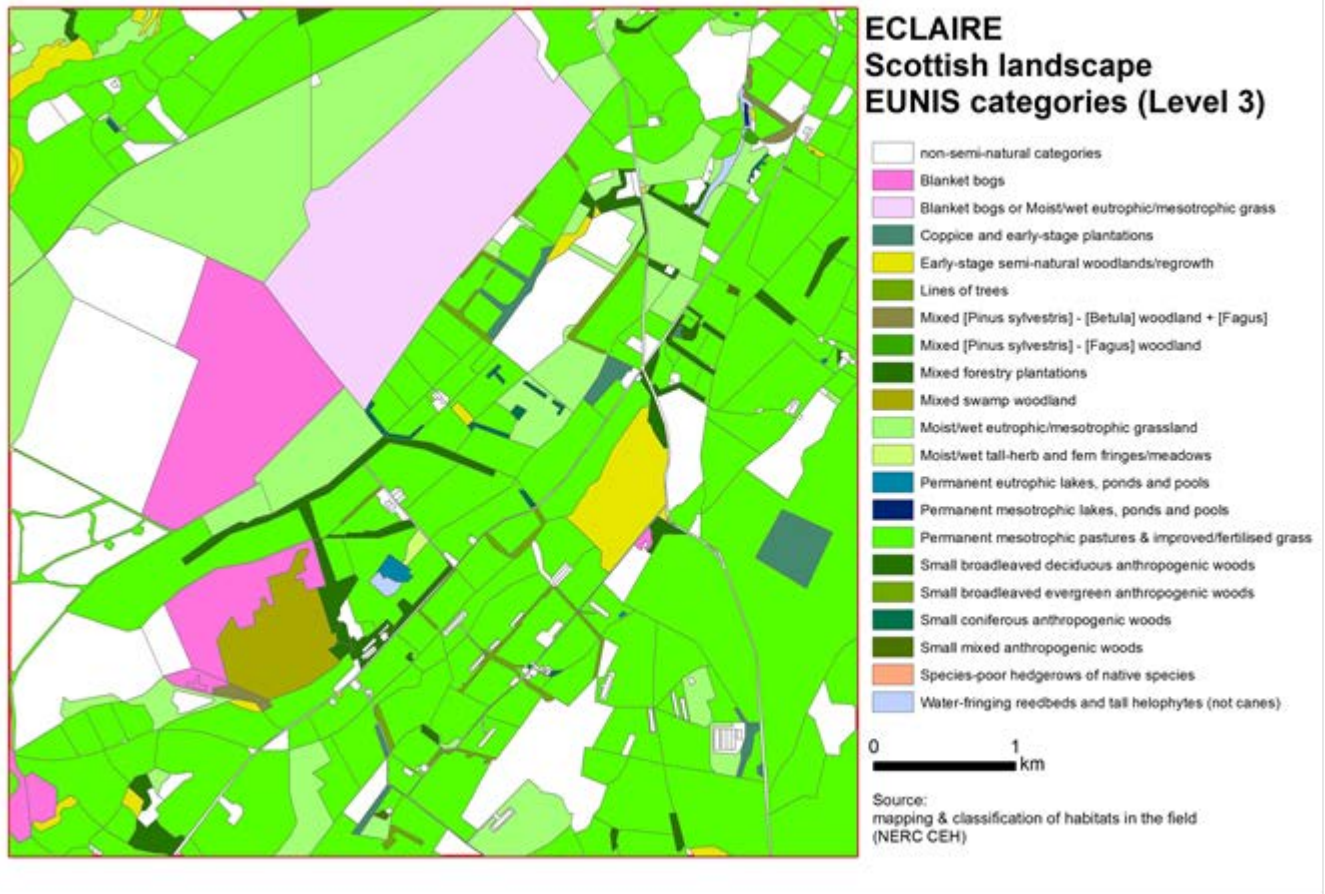 ECLAIRE
Scottish landscape
EUNIS categories (Level 3)
non-semi-natural categories
Blanket bogs
Blanket bogs or Moist/wet eutrophic/mesotrophic grass
Coppice and early-stage plantations
Early-stage semi-natural woodlands/regrowth
Lines of trees
Mixed [Pinus sylvestris] - [Betula] woodland + [Fagus]
Mixed [Pinus sylvestris] - [Fagus] woodland
Mixed forestry plantations
Mixed swamp woodland
Moist/wet eutrophic/mesotrophic grassland
Moist/wet tall-herb and fern fringes/meadows
Permanent eutrophic lakes, ponds and pools
Permanent mesotrophic lakes, ponds and pools
Permanent mesotrophic pastures & improved/fertilised grass
Small broadleaved deciduous anthropogenic woods
Small broadleaved evergreen anthropogenic woods
Small coniferous anthropogenic woods
Small mixed anthropogenic woods
Species-poor hedgerows of native species
Water-fringing reedbeds and tall helophytes (not canes)
0 1
km
Source:
mapping & classification of habitats in the field
(NERC CEH)